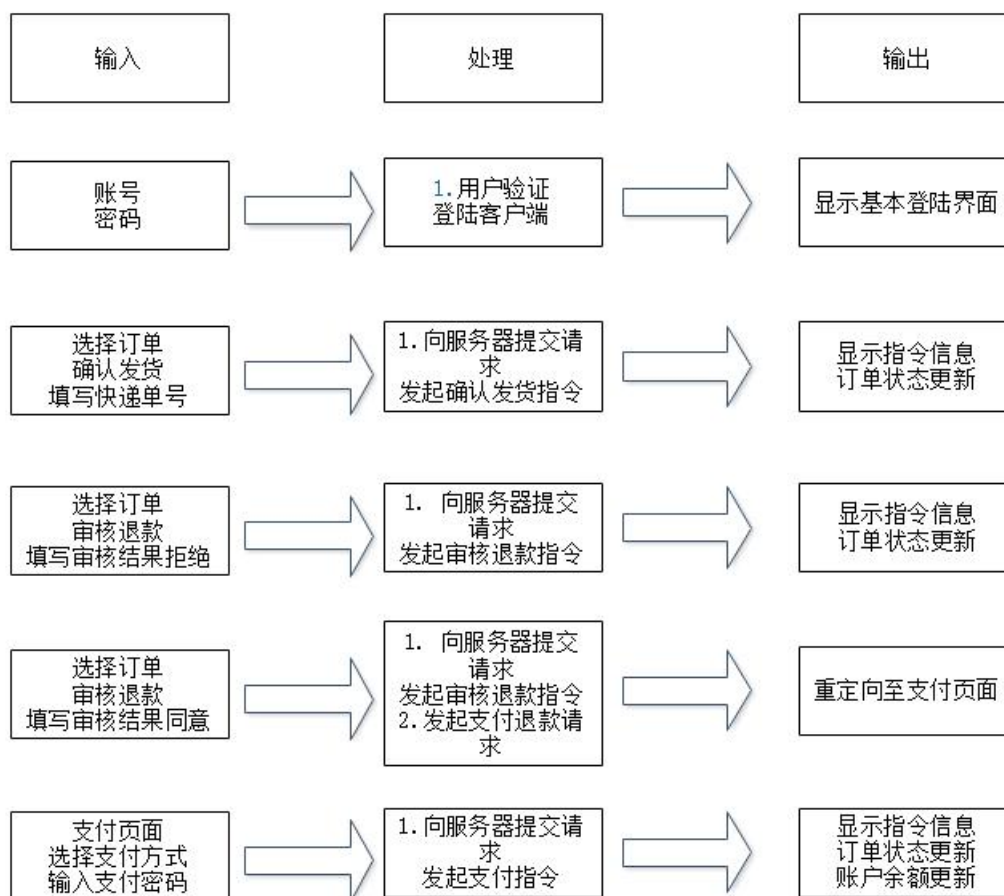 输入
处理
输出
账号
密码
1.用户验证
登陆客户端
显示基本登陆界面
选择订单
确认发货
填写快递单号
1.向服务器提交请
求
发起确认发货指令
显示指令信息
订单状态更新
选择订单
审核退款
填写审核结果拒绝
1. 向服务器提交
请求
发起审核退款指令
显示指令信息
订单状态更新
选择订单
审核退款
填写审核结果同意
1. 向服务器提交
请求
发起审核退款指令
2.发起支付退款请
求
重定向至支付页面
支付页面
选择支付方式
输入支付密码
1.向服务器提交请
求
发起支付指令
显示指令信息
订单状态更新
账户余额更新